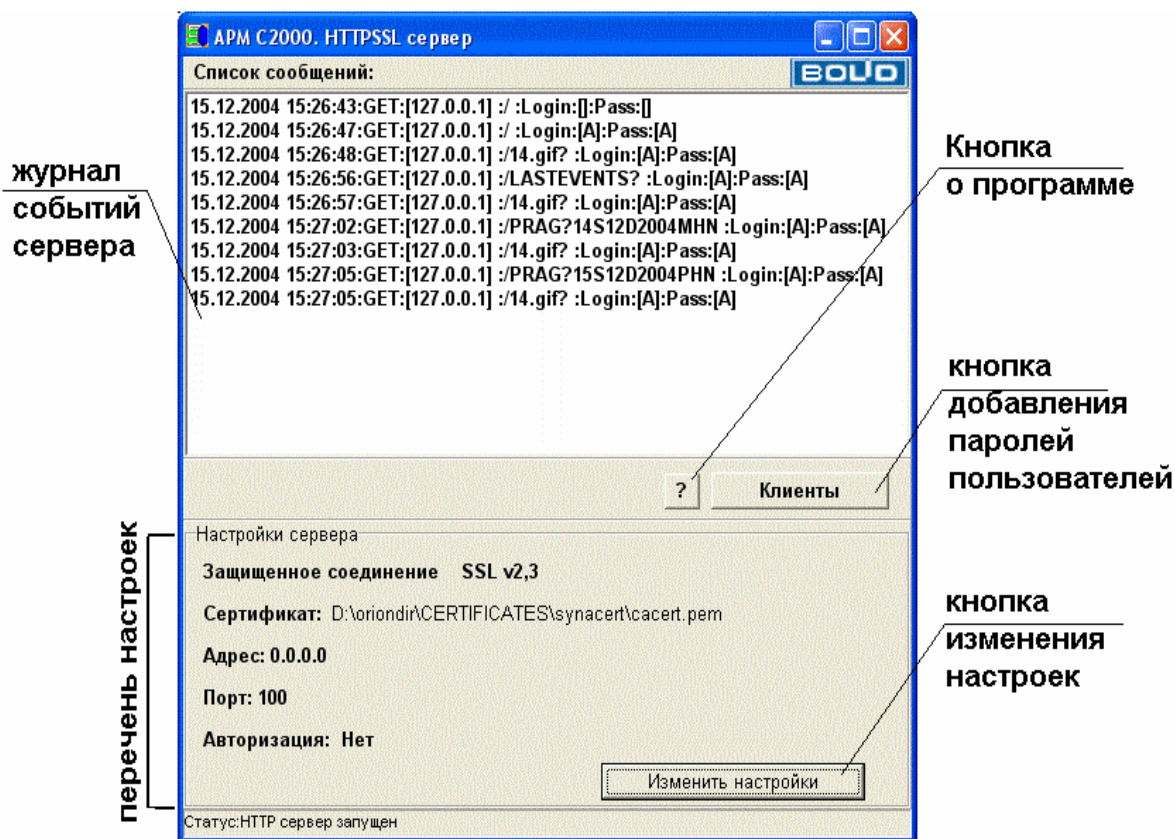 АРМ С2000. HTTPSSL сервер
Список сообщений:
BOLID
15.12.2004 15:26:43:GET:[127.0.0.1] :/ :Login:[]:Pass:[]
15.12.2004 15:26:47:GET:[127.0.0.1] :/ :Login:[A]:Pass:[A]
15.12.2004 15:26:48:GET:[127.0.0.1] :/14.gif? :Login:[A]:Pass:[A]
15.12.2004 15:26:56:GET:[127.0.0.1] :/LASTEVENTS? :Login:[A]:Pass:[A]
15.12.2004 15:26:57:GET:[127.0.0.1] :/14.gif? :Login:[A]:Pass:[A]
15.12.2004 15:27:02:GET:[127.0.0.1] :/PRAG?14S12D2004MHN :Login:[A]:Pass:[A]
15.12.2004 15:27:03:GET:[127.0.0.1] :/14.gif? :Login:[A]:Pass:[A]
15.12.2004 15:27:05:GET:[127.0.0.1] :/PRAG?15S12D2004PHN :Login:[A]:Pass:[A]
15.12.2004 15:27:05:GET:[127.0.0.1] :/14.gif? :Login:[A]:Pass:[A]
журнал
событий
сервера
Кнопка
о программе
кнопка
добавления
паролей
пользователей
? Клиенты
перечень настроек
Настройки сервера
Защищенное соединение SSL v2,3
Сертификат: D:\oriondir\CERTIFICATES\synacert\cacert.pem
Адрес: 0.0.0.0
Порт: 100
Авторизация: Нет
кнопка
изменения
настроек
Изменить настройки
Статус:HTTP сервер запущен